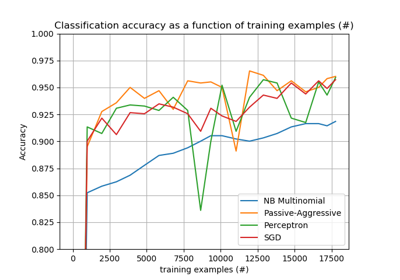 Classification accuracy as a function of training examples (#)
1.000
0.975
0.950
0.925
0.900
0.875
0.850
0.825
0.800
Accuracy
0 2500 5000 7500 10000 12500 15000 17500
training examples (#)
NB Multinomial
Passive-Aggressive
Perceptron
SGD